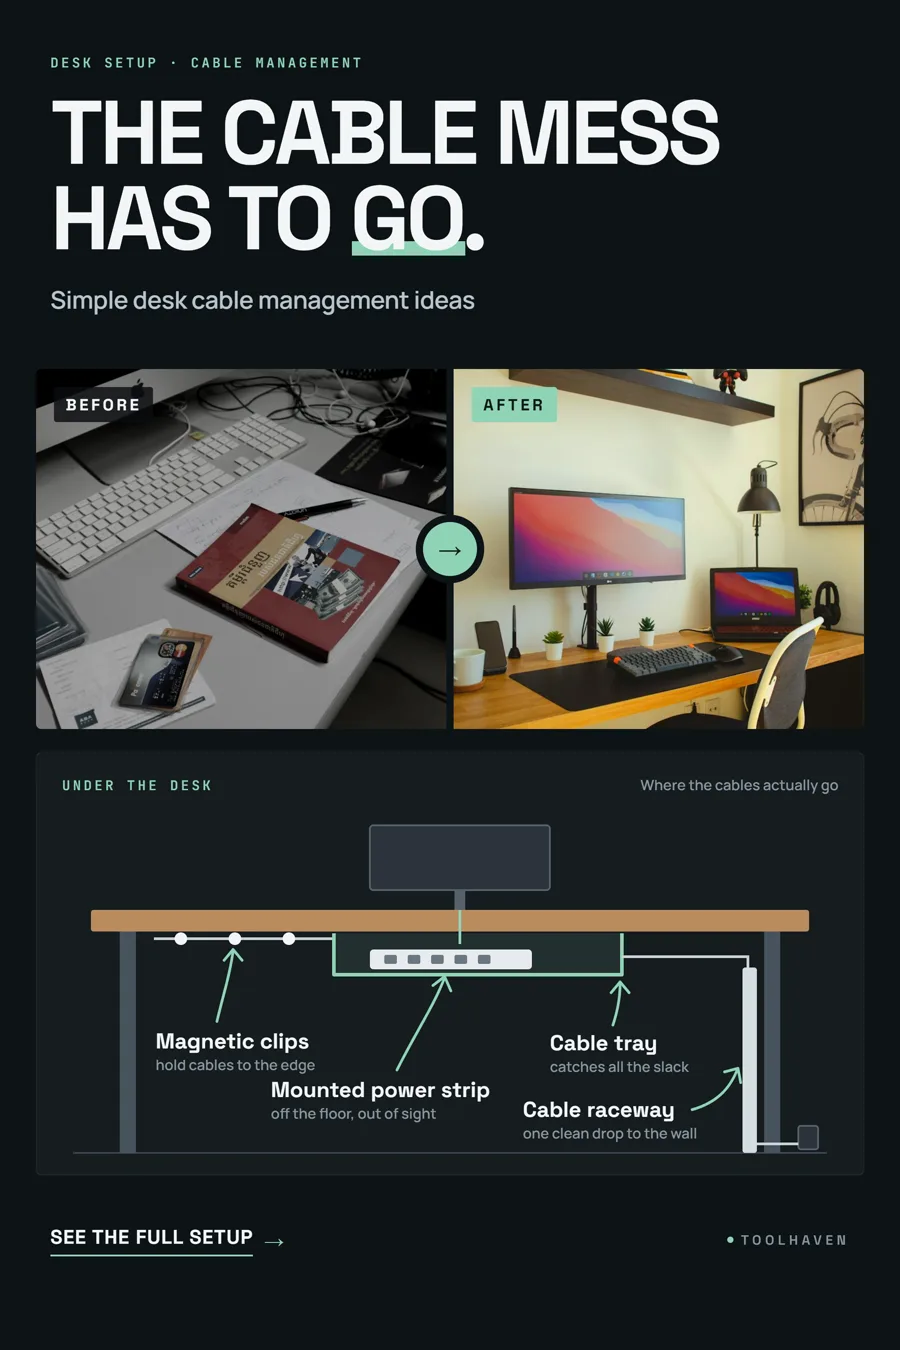 DESK SETUP · CABLE MANAGEMENT
THE CABLE MESS
HAS TO GO.
Simple desk cable management ideas
BEFORE
AFTER
→
UNDER THE DESK
Where the cables actually go
Magnetic clips
hold cables to the edge
Mounted power strip
off the floor, out of sight
Cable tray
catches all the slack
Cable raceway
one clean drop to the wall
SEE THE FULL SETUP →
TOOLHAVEN